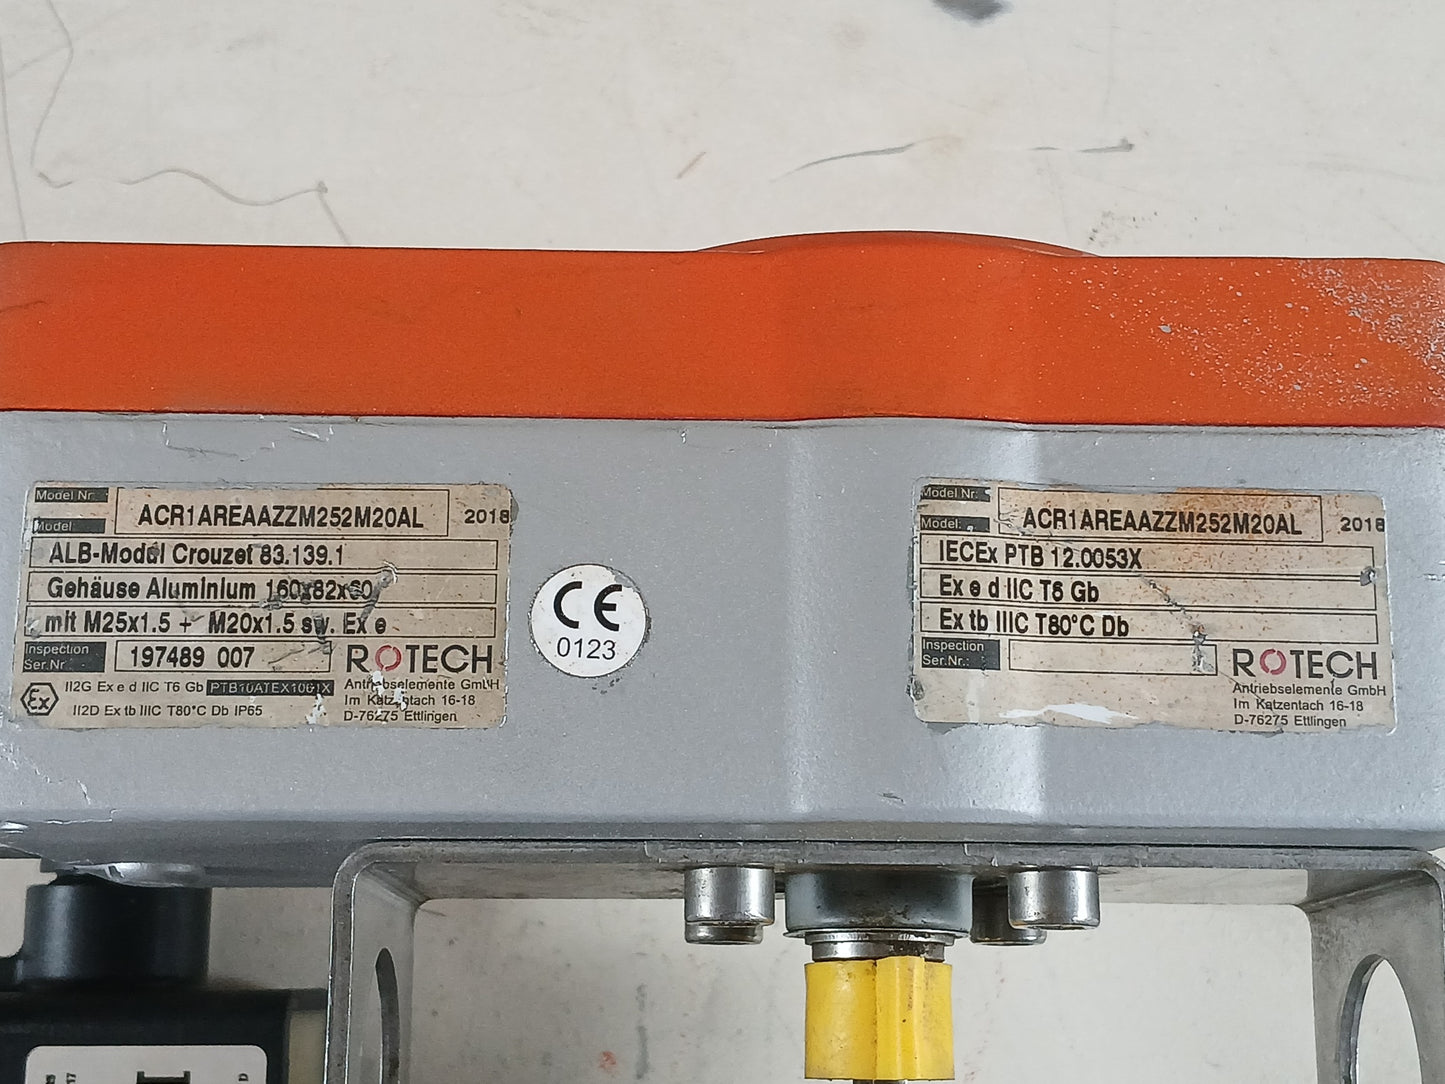 Model Nr.
Model:
ACR1AREAAZZM252M20AL 2018
ALB-Modul Crouzet 83.139.1
Gehäuse Aluminium 160x82x60
mit M25x1.5 + M20x1.5 sw. Ex e
Inspection
Ser.Nr
197489 007
ROTECH
Antriebselemente GmbH
Im Katzentach 16-18
D-76275 Ettlingen
Ex
II2G Ex e d IIC T6 Gb
II2D Ex tb IIIC T80°C Db IP65
CE
0123
Model Nr:
Model:
ACR1AREAAZZM252M20AL 2018
IECEx PTB 12.0053X
Ex e d IIC T6 Gb
Ex tb IIIC T80°C Db
Inspection
Ser.Nr.:
ROTECH
Antriebselemente GmbH
Im Katzentach 16-18
D-76275 Ettlingen